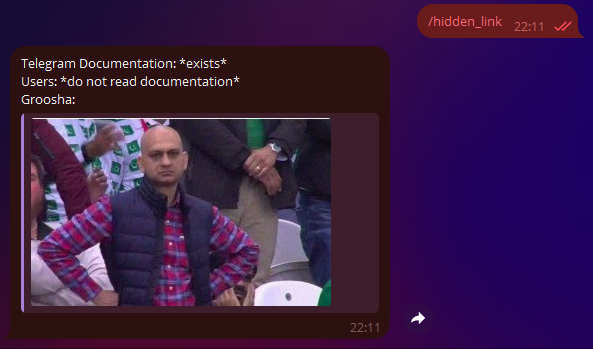 /hidden_link 22:11
Telegram Documentation: *exists*
Users: *do not read documentation*
Groosha:
22:11